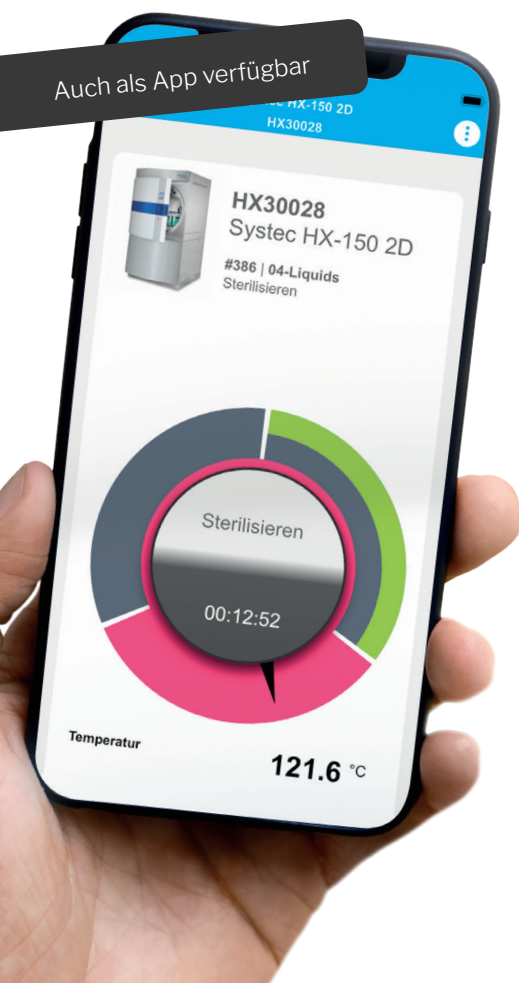 Auch als App verfügbar
HX-150 2D
HX30028
HX30028
Systec HX-150 2D
#386 | 04-Liquids
Sterilisieren
Sterilisieren
00:12:52
Temperatur
121.6 °C